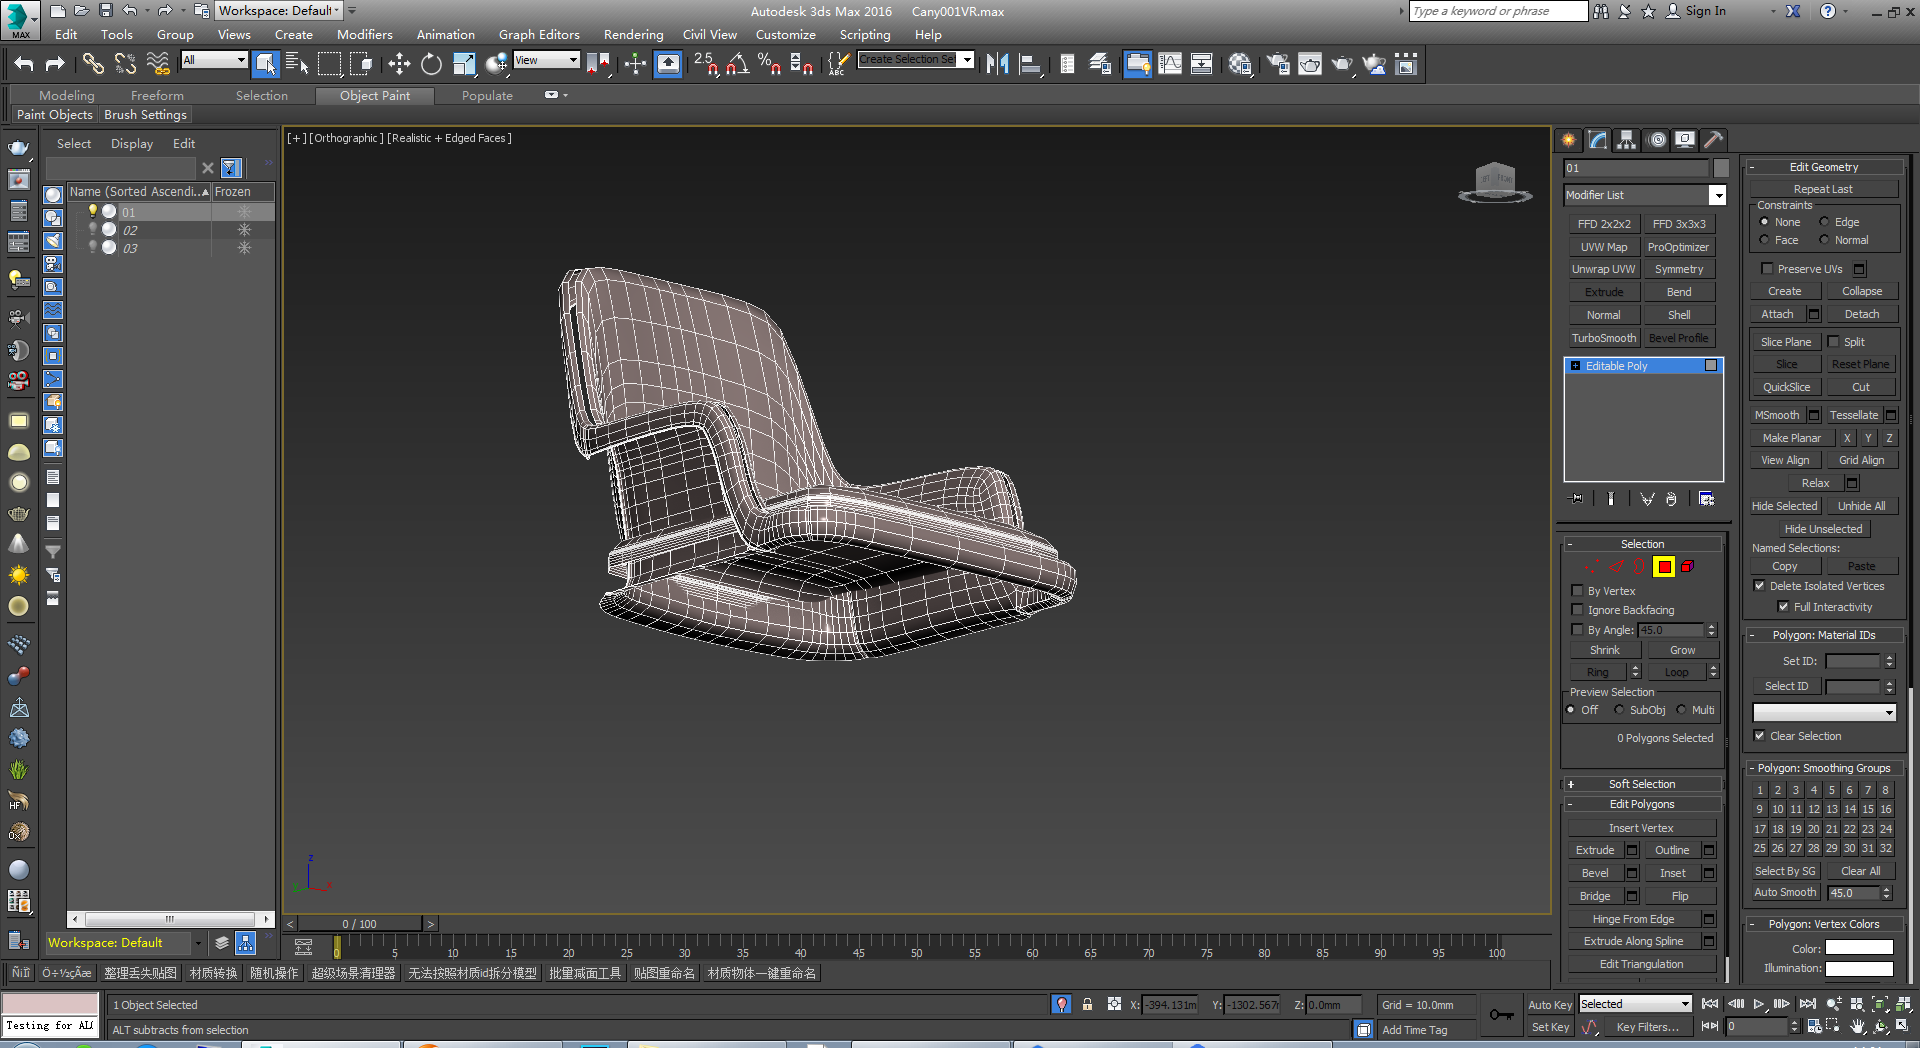 Workspace: Default
Autodesk 3ds Max 2016 Cany001VR.max
Type a keyword or phrase
Sign In
MAX
Edit Tools Group Views Create Modifiers Animation Graph Editors Rendering Civil View Customize Scripting Help
All
View
2.5
ABC
Create Selection Se
Modeling Freeform Selection Object Paint Populate
Paint Objects Brush Settings
Select Display Edit
Name (Sorted Ascendi... Frozen
01
02
03
[+] [Orthographic] [Realistic + Edged Faces]
z
x
01
Modifier List
FFD 2x2x2 FFD 3x3x3
UVW Map ProOptimizer
Unwrap UVW Symmetry
Extrude Bend
Normal Shell
TurboSmooth Bevel Profile
Editable Poly
Selection
By Vertex
Ignore Backfacing
By Angle: 45.0
Shrink Grow
Ring Loop
Preview Selection
Off SubObj Multi
0 Polygons Selected
Soft Selection
Edit Polygons
Insert Vertex
Extrude Outline
Bevel Inset
Bridge Flip
Hinge From Edge
Extrude Along Spline
Edit Triangulation
Edit Geometry
Repeat Last
Constraints
None Edge
Face Normal
Preserve UVs
Create Collapse
Attach Detach
Slice Plane Split
Slice Reset Plane
QuickSlice Cut
MSmooth Tessellate
Make Planar X Y Z
View Align Grid Align
Relax
Hide Selected Unhide All
Hide Unselected
Named Selections:
Copy Paste
Delete Isolated Vertices
Full Interactivity
Polygon: Material IDs
Set ID:
Select ID
Clear Selection
Polygon: Smoothing Groups
1 2 3 4 5 6 7 8
9 10 11 12 13 14 15 16
17 18 19 20 21 22 23 24
25 26 27 28 29 30 31 32
Select By SG Clear All
Auto Smooth 45.0
Polygon: Vertex Colors
Color:
Illumination:
0 / 100
Workspace: Default
0 5 10 15 20 25 30 35 40 45 50 55 60 65 70 75 80 85 90 95 100
整理丢失贴图 材质转换 随机操作 超级场景清理器 无法按照材质id拆分模型 批量减面工具 贴图重命名 材质物体一键重命名
1 Object Selected
X: -394.131m Y: -1302.567m Z: 0.0mm Grid = 10.0mm
Auto Key Selected
Testing for AL
ALT subtracts from selection
Add Time Tag
Set Key Key Filters... 0